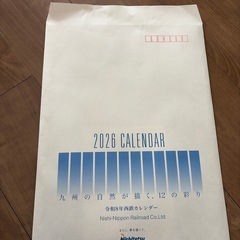 2026 CALENDAR
九州の自然が描く、12の彩り
令和8年西鉄カレンダー
Nishi-Nippon Railroad Co.,Ltd.
Nishitetsu